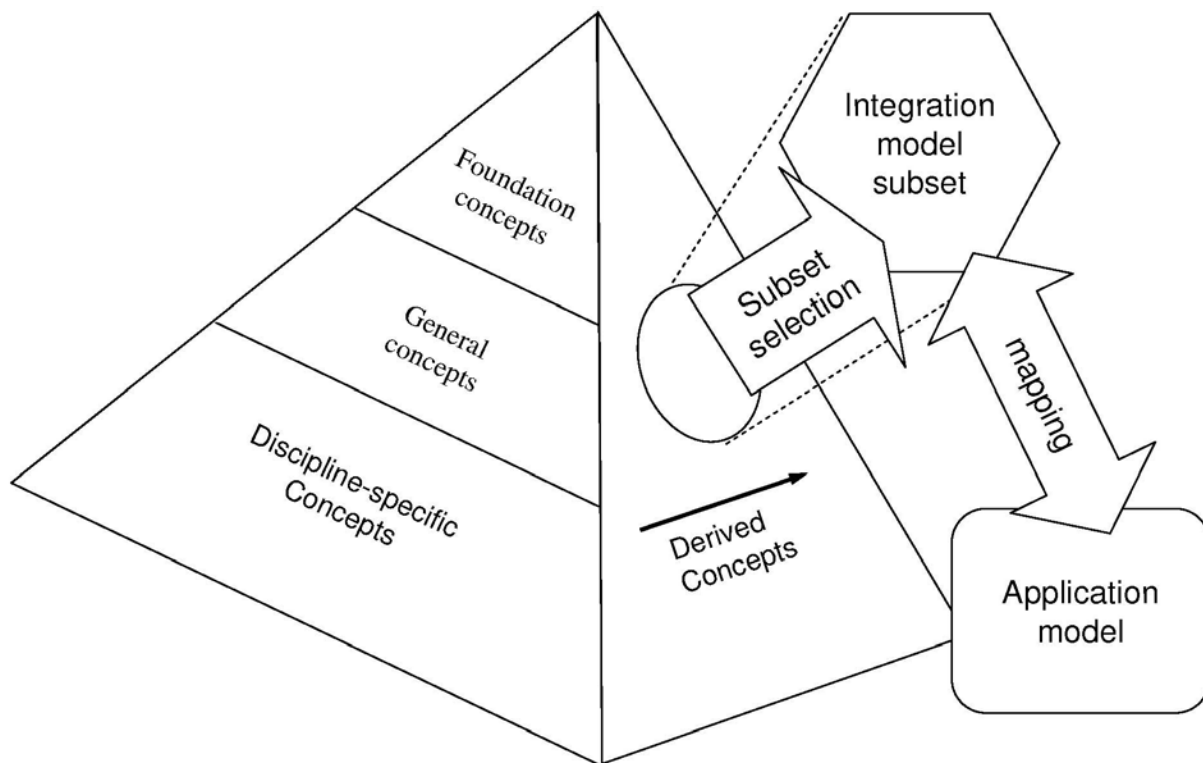 Foundation
concepts
General
concepts
Discipline-specific
Concepts
Subset
selection
Derived
Concepts
Integration
model
subset
mapping
Application
model